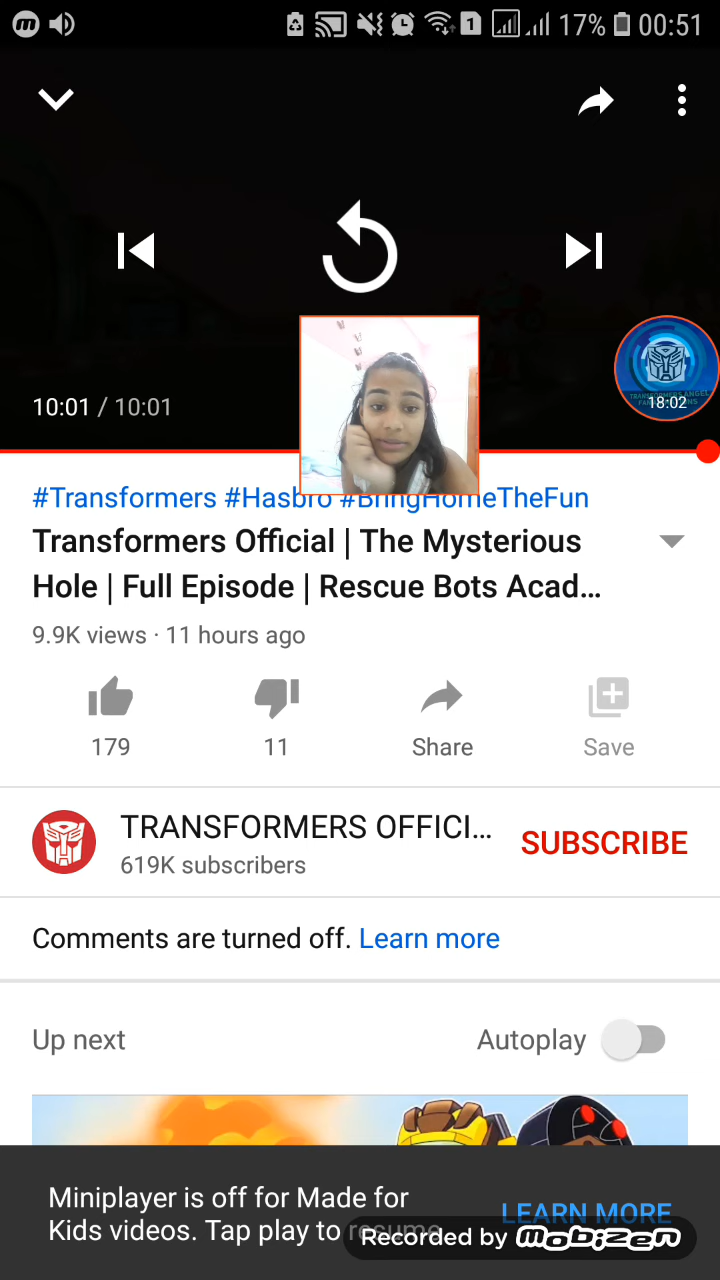 17% 00:51
10:01 / 10:01
18:02
#Transformers #Hasbro #BringHomeTheFun
Transformers Official | The Mysterious
Hole | Full Episode | Rescue Bots Acad...
9.9K views · 11 hours ago
179 11 Share Save
TRANSFORMERS OFFICI...
619K subscribers
SUBSCRIBE
Comments are turned off. Learn more
Up next Autoplay
Miniplayer is off for Made for
Kids videos. Tap play to resume
LEARN MORE
Recorded by Mobizen